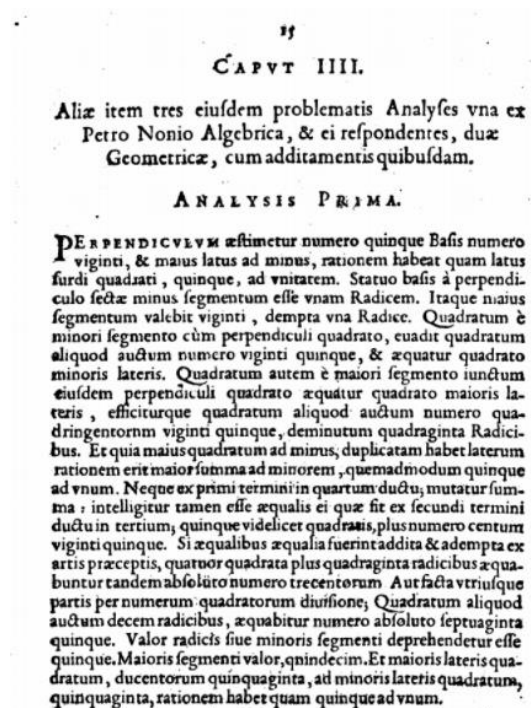 15
CAPVT IIII.
Aliæ item tres eiuſdem problematis Analyſes vna ex
Petro Nonio Algebrica, & ei reſpondentes, duæ
Geometricæ, cum additamentis quibuſdam.
ANALYSIS PRIMA.
PERPENDICVLVM æſtimetur numero quinque Baſis numero
viginti, & maius latus ad minus, rationem habeat quam latus
ſurdi quadrati, quinque, ad vnitatem. Statuo baſis à perpendi-
culo ſectæ minus ſegmentum eſſe vnam Radicem. Itaque maius
ſegmentum valebit viginti, dempta vna Radice. Quadratum è
minori ſegmento cùm perpendiculi quadrato, euadit quadratum
aliquod auctum numero viginti quinque, & æquatur quadrato
minoris lateris. Quadratum autem è maiori ſegmento iunctum
eiuſdem perpendiculi quadrato æquatur quadrato maioris la-
teris, efficiturque quadratum aliquod auctum numero qua-
dringentornm viginti quinque, deminutum quadraginta Radici-
bus. Et quia maius quadratum ad minus, duplicatam habet laterum
rationem erit maior ſumma ad minorem, quemadmodum quinque
ad vnum. Neque ex primi termini in quartum ductu, mutatur ſum-
ma: intelligitur tamen eſſe æqualis ei quæ fit ex ſecundi termini
ductu in tertium, quinque videlicet quadratis, plus numero centum
viginti quinque. Si æqualibus æqualia fuerint addita & adempta ex
artis præceptis, quatuor quadrata plus quadraginta radicibus æqua-
buntur tandem abſoluto numero trecentorum Aut facta vtriuſque
partis per numerum quadratorum diuiſione, Quadratum aliquod
auctum decem radicibus, æquabitur numero abſoluto ſeptuaginta
quinque. Valor radicis ſiue minoris ſegmenti deprehendetur eſſe
quinque. Maioris ſegmenti valor, qnindecim. Et maioris lateris qua-
dratum, ducentorum quinquaginta, ad minoris lateris quadratum,
quinquaginta, rationem habet quam quinque ad vnum.